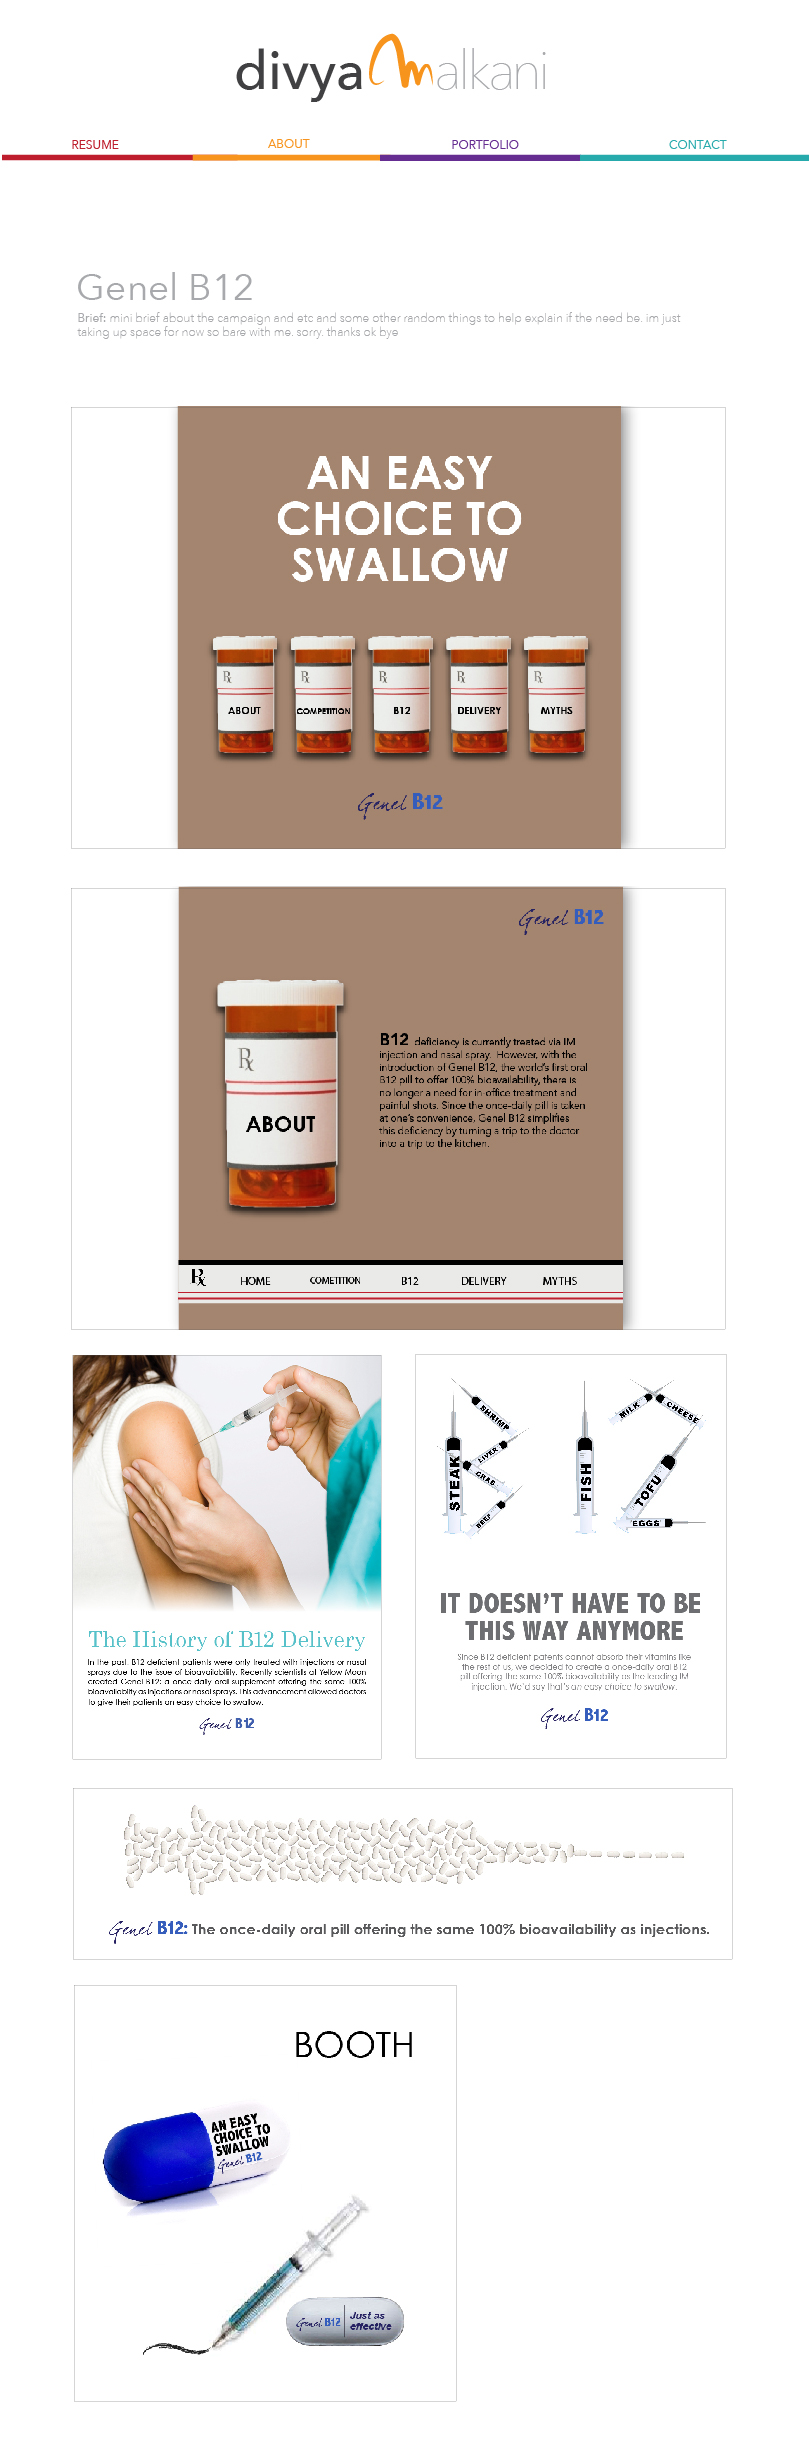 divya malkani
RESUME ABOUT PORTFOLIO CONTACT
Genel B12
Brief: mini brief about the campaign and etc and some other random things to help explain if the need be. im just
taking up space for now so bare with me. sorry. thanks ok bye
AN EASY
CHOICE TO
SWALLOW
Rx Rx Rx Rx Rx
ABOUT COMPETITION B12 DELIVERY MYTHS
Genel B12
Genel B12
Rx
ABOUT
B12 deficiency is currently treated via IM
injection and nasal spray. However, with the
introduction of Genel B12, the world's first oral
B12 pill to offer 100% bioavailability, there is
no longer a need for in-office treatment and
painful shots. Since the once-daily pill is taken
at one's convenience, Genel B12 simplifies
this deficiency by turning a trip to the doctor
into a trip to the kitchen.
Rx HOME COMETITION B12 DELIVERY MYTHS
The History of B12 Delivery
In the past, B12 deficient patients were only treated with injections or nasal
sprays due to the issue of bioavailability. Recently scientists at Yellow Moon
created Genel B12: a once-daily oral supplement offering the same 100%
bioavailability as injections or nasal sprays. This advancement allowed doctors
to give their patients an easy choice to swallow.
Genel B12
STEAK
SHRIMP
LIVER
CRAB
BEEF
FISH
MILK
CHEESE
TOFU
EGGS
IT DOESN'T HAVE TO BE
THIS WAY ANYMORE
Since B12 deficient patents cannot absorb their vitamins like
the rest of us, we decided to create a once-daily oral B12
pill offering the same 100% bioavailability as the leading IM
injection. We'd say that's an easy choice to swallow.
Genel B12
Genel B12: The once-daily oral pill offering the same 100% bioavailability as injections.
BOOTH
AN EASY
CHOICE TO
SWALLOW
Genel B12
Genel B12 Just as
effective